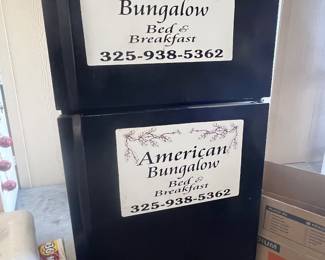 Bungalow
Bed &
Breakfast
325-938-5362
American
Bungalow
Bed &
Breakfast
325-938-5362